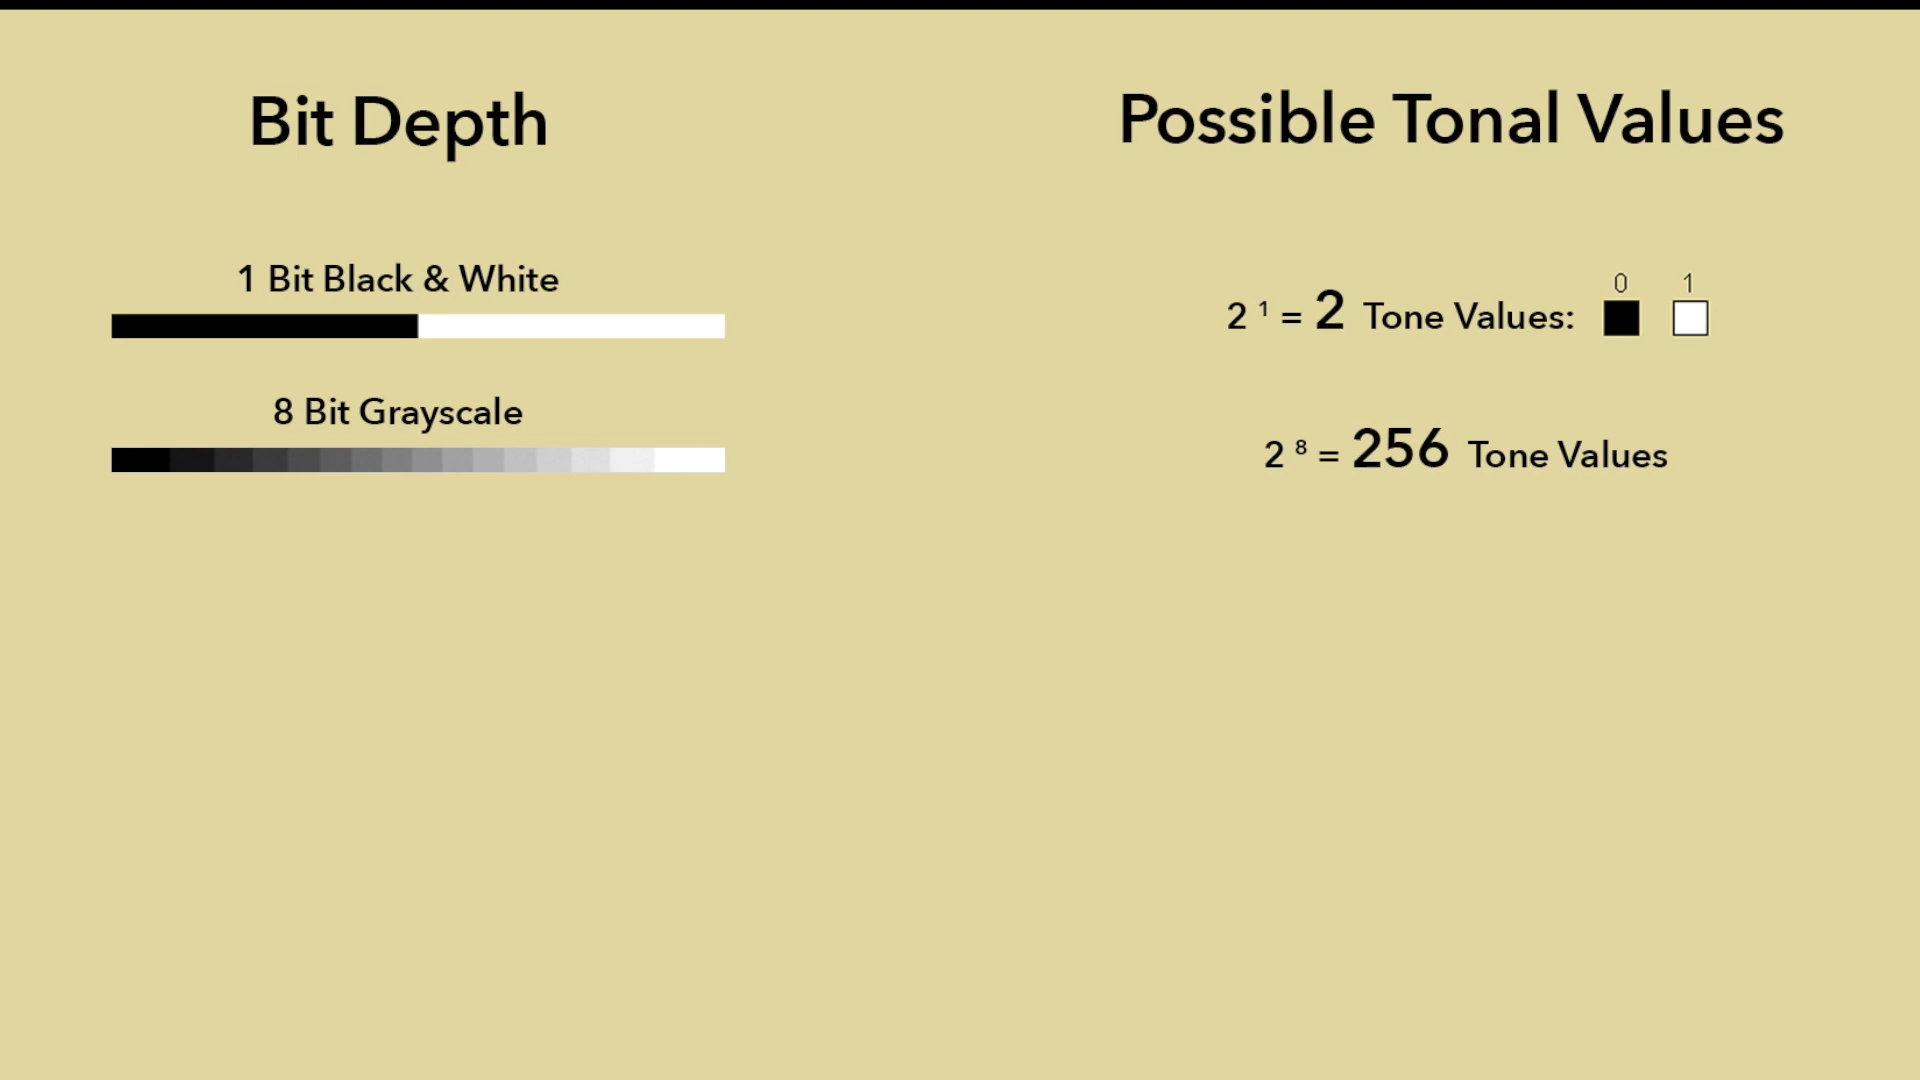 Bit Depth
Possible Tonal Values
1 Bit Black & White
0 1
2 ¹ = 2 Tone Values:
8 Bit Grayscale
2 ⁸ = 256 Tone Values